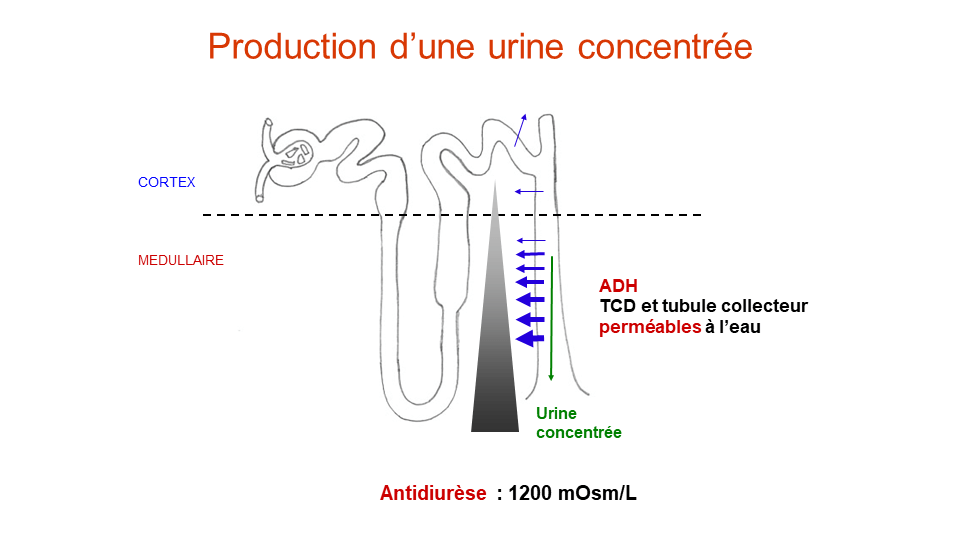 Production d’une urine concentrée
CORTEX
MEDULLAIRE
ADH
TCD et tubule collecteur
perméables à l’eau
Urine
concentrée
Antidiurèse : 1200 mOsm/L